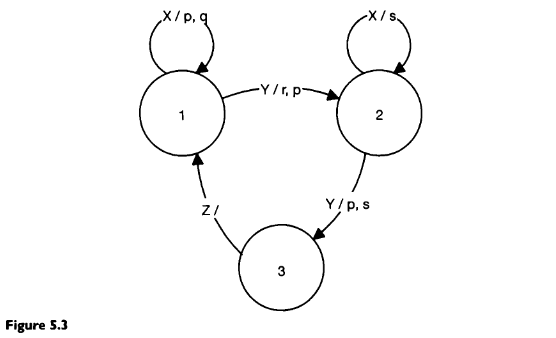 X / p, q
X / s
Y / r, p
1
2
Z /
Y / p, s
3
Figure 5.3